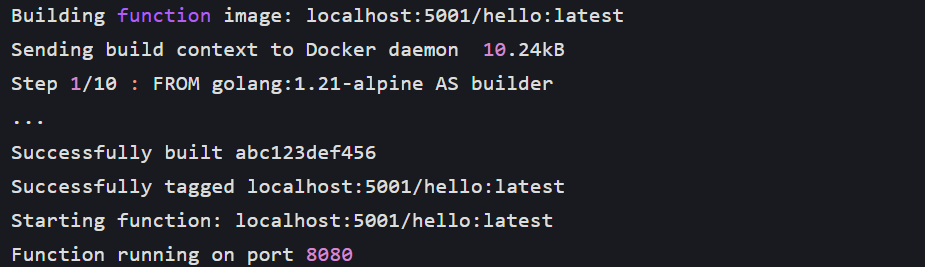 Building function image: localhost:5001/hello:latest
Sending build context to Docker daemon  10.24kB
Step 1/10 : FROM golang:1.21-alpine AS builder
...
Successfully built abc123def456
Successfully tagged localhost:5001/hello:latest
Starting function: localhost:5001/hello:latest
Function running on port 8080